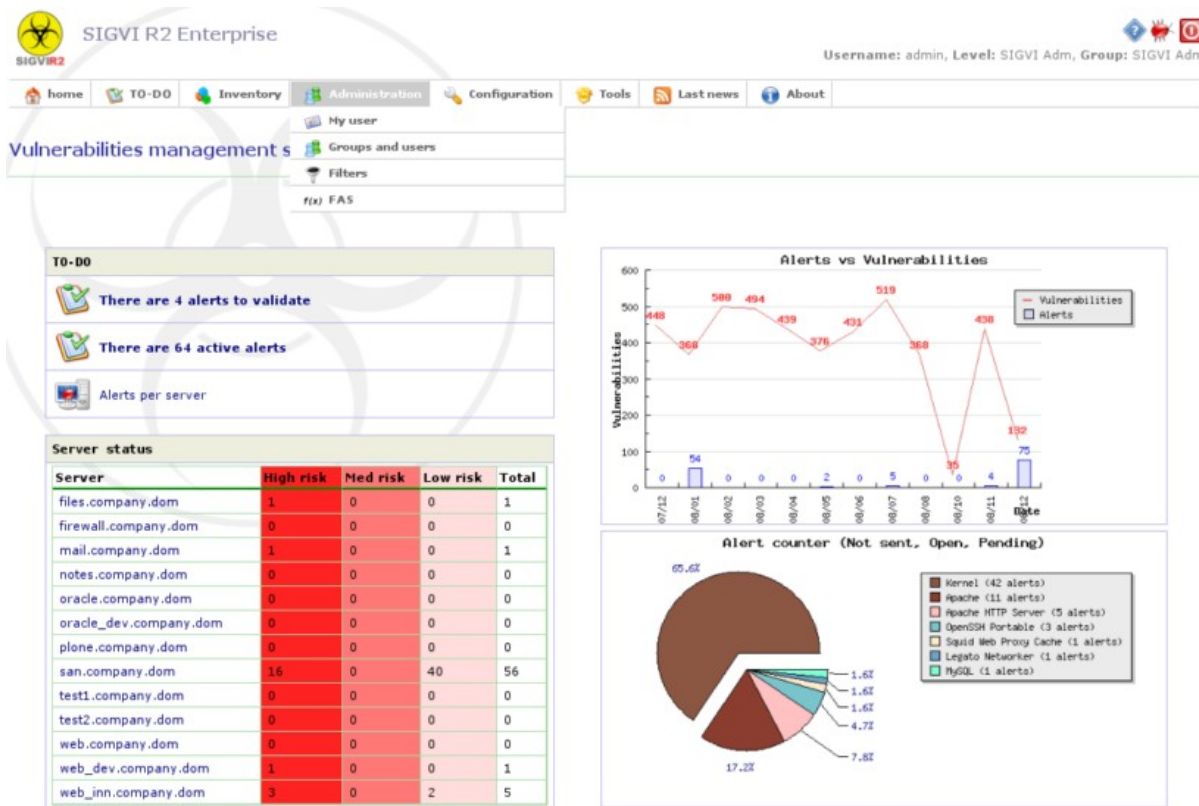 SIGVI R2 Enterprise
SIGVIR2
Username: admin, Level: SIGVI Adm, Group: SIGVI Adm
home TO-DO Inventory Administration Configuration Tools Last news About
My user
Groups and users
Filters
f(x) FAS
Vulnerabilities management s
TO-DO
There are 4 alerts to validate
There are 64 active alerts
Alerts per server
Server status
Server High risk Med risk Low risk Total
files.company.dom 1 0 0 1
firewall.company.dom 0 0 0 0
mail.company.dom 1 0 0 1
notes.company.dom 0 0 0 0
oracle.company.dom 0 0 0 0
oracle_dev.company.dom 0 0 0 0
plone.company.dom 0 0 0 0
san.company.dom 16 0 40 56
test1.company.dom 0 0 0 0
test2.company.dom 0 0 0 0
web.company.dom 0 0 0 0
web_dev.company.dom 1 0 0 1
web_inn.company.dom 3 0 2 5
Alerts vs Vulnerabilities
600
500
400
300
200
100
0
Vulnerabilities
448 368 500 494 439 376 431 519 368 35 438 132
0 54 0 0 0 2 0 5 0 0 4 75
07/12 08/01 08/02 08/03 08/04 08/05 08/06 08/07 08/08 08/10 08/11 08/12
Date
Vulnerabilities
Alerts
Alert counter (Not sent, Open, Pending)
65.6%
17.2%
7.8%
4.7%
1.6%
1.6%
1.6%
Kernel (42 alerts)
Apache (11 alerts)
Apache HTTP Server (5 alerts)
OpenSSH Portable (3 alerts)
Squid Web Proxy Cache (1 alerts)
Legato Networker (1 alerts)
MySQL (1 alerts)